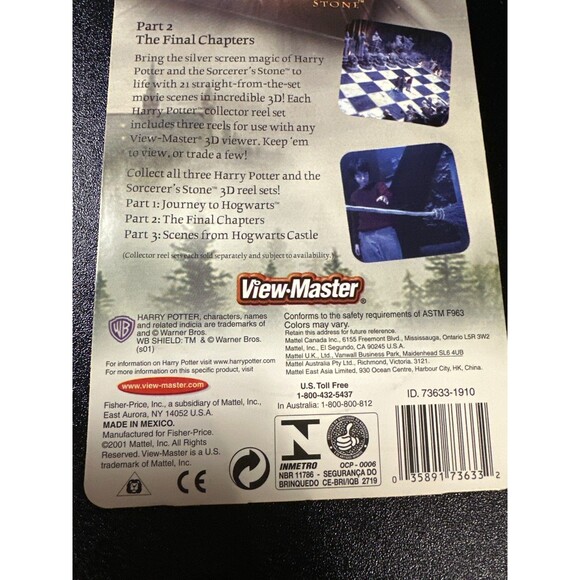 STONE™
Part 2
The Final Chapters
Bring the silver screen magic of Harry
Potter and the Sorcerer's Stone™ to
life with 21 straight-from-the-set
movie scenes in incredible 3D! Each
Harry Potter™ collector reel set
includes three reels for use with any
View-Master® 3D viewer. Keep 'em
to view, or trade a few!
Collect all three Harry Potter and the
Sorcerer's Stone™ 3D reel sets!
Part 1: Journey to Hogwarts™
Part 2: The Final Chapters
Part 3: Scenes from Hogwarts Castle
(Collector reel sets each sold separately and subject to availability.)
View-Master®
WB
HARRY POTTER, characters, names
and related indicia are trademarks of
and © Warner Bros.
WB SHIELD: TM & © Warner Bros.
(s01)
For information on Harry Potter visit www.harrypotter.com
For more information on this specific product, visit
www.view-master.com
Fisher-Price, Inc., a subsidiary of Mattel, Inc.,
East Aurora, NY 14052 U.S.A.
MADE IN MEXICO.
Manufactured for Fisher-Price.
©2001 Mattel, Inc. All Rights
Reserved. View-Master is a U.S.
trademark of Mattel, Inc.
Conforms to the safety requirements of ASTM F963
Colors may vary.
Retain this address for future reference.
Mattel Canada Inc., 6155 Freemont Blvd., Mississauga, Ontario L5R 3W2
Mattel, Inc., El Segundo, CA 90245 U.S.A.
Mattel U.K., Ltd., Vanwall Business Park, Maidenhead SL6 4UB
Mattel Australia Pty Ltd., Richmond, Victoria. 3121.
Mattel East Asia Limited, 930 Ocean Centre, Harbour City, HK, China.
U.S. Toll Free
1-800-432-5437
In Australia: 1-800-800-812
ID. 73633-1910
CE
INMETRO
OCP - 0006
NBR 11786 - SEGURANÇA DO
BRINQUEDO CE-BRI/IQB 2719
0 35891 73633 2